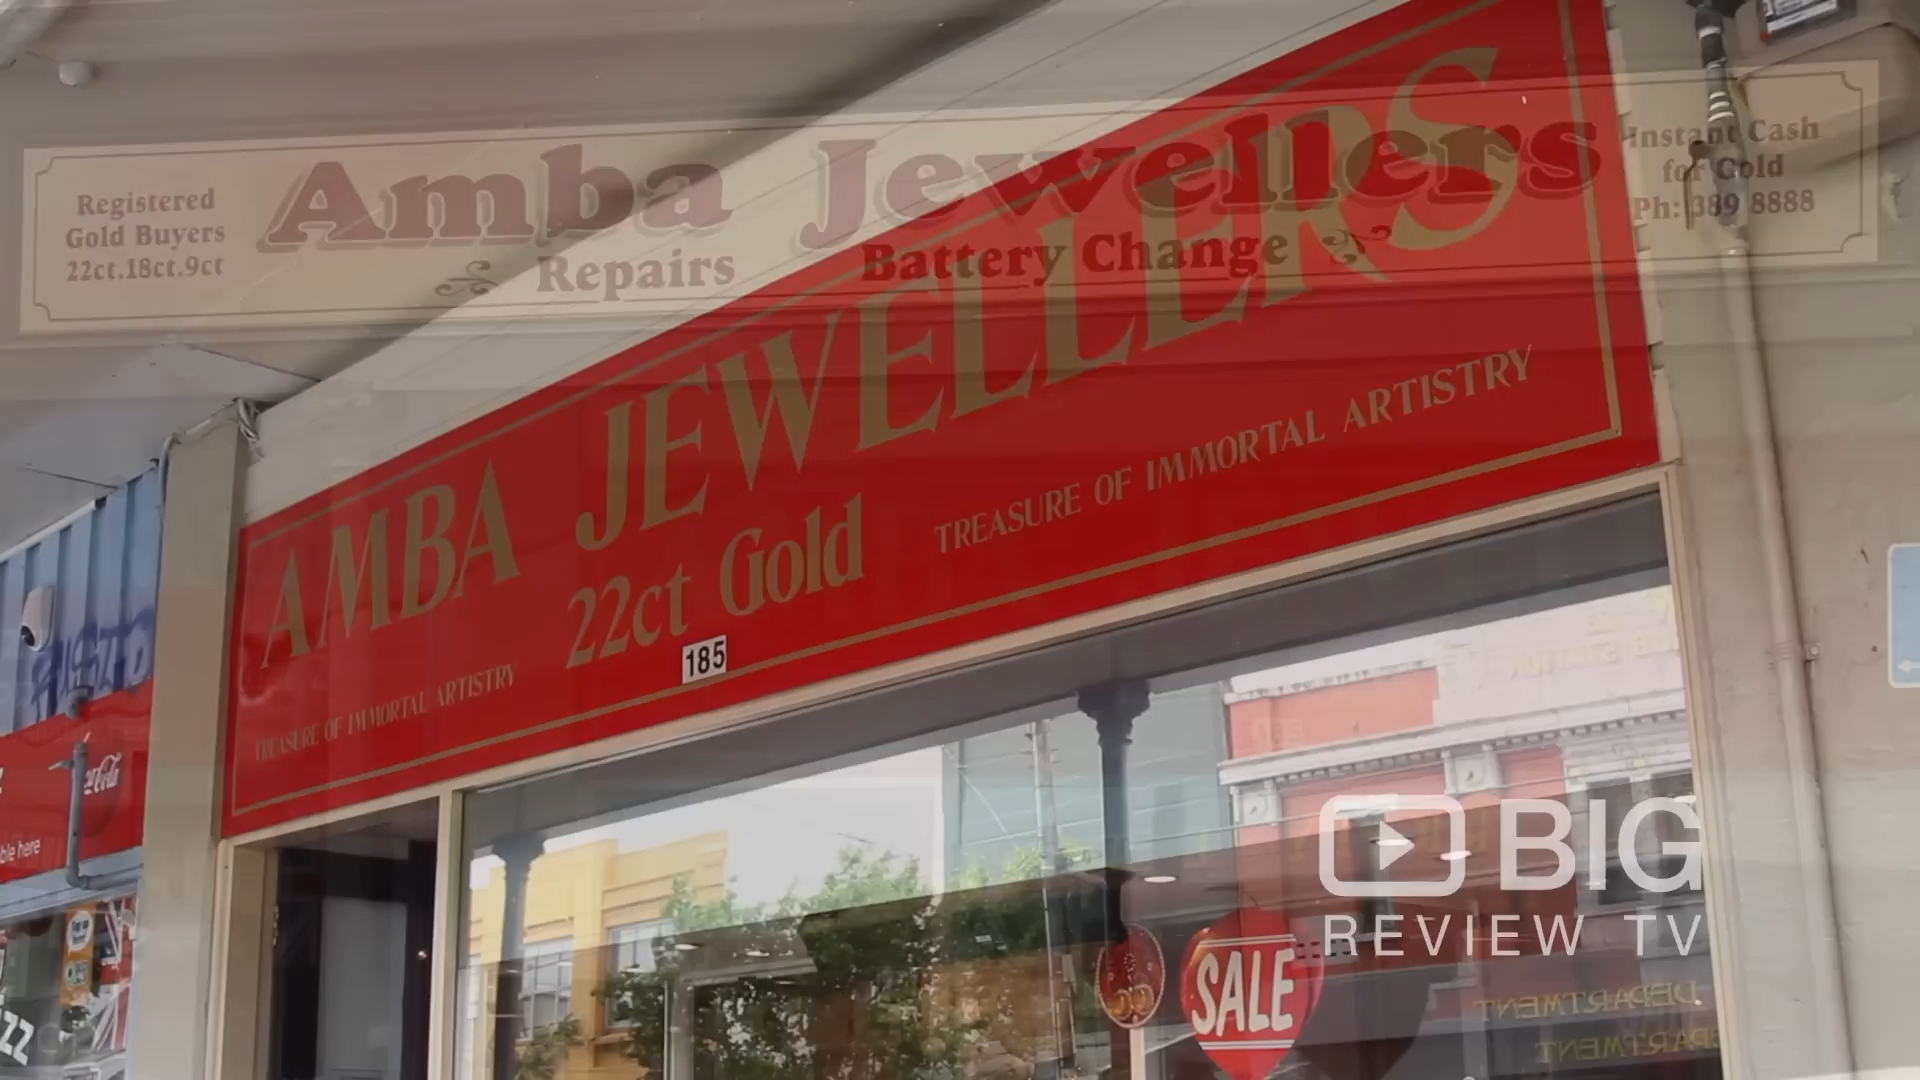 Registered
Gold Buyers
22ct.18ct.9ct
Amba Jewellers
Repairs Battery Change
Instant Cash
for Gold
Ph: 389 8888
AMBA JEWELLERS
22ct Gold
TREASURE OF IMMORTAL ARTISTRY
TREASURE OF IMMORTAL ARTISTRY
185
SALE
BIG
REVIEW TV
DEPARTMENT